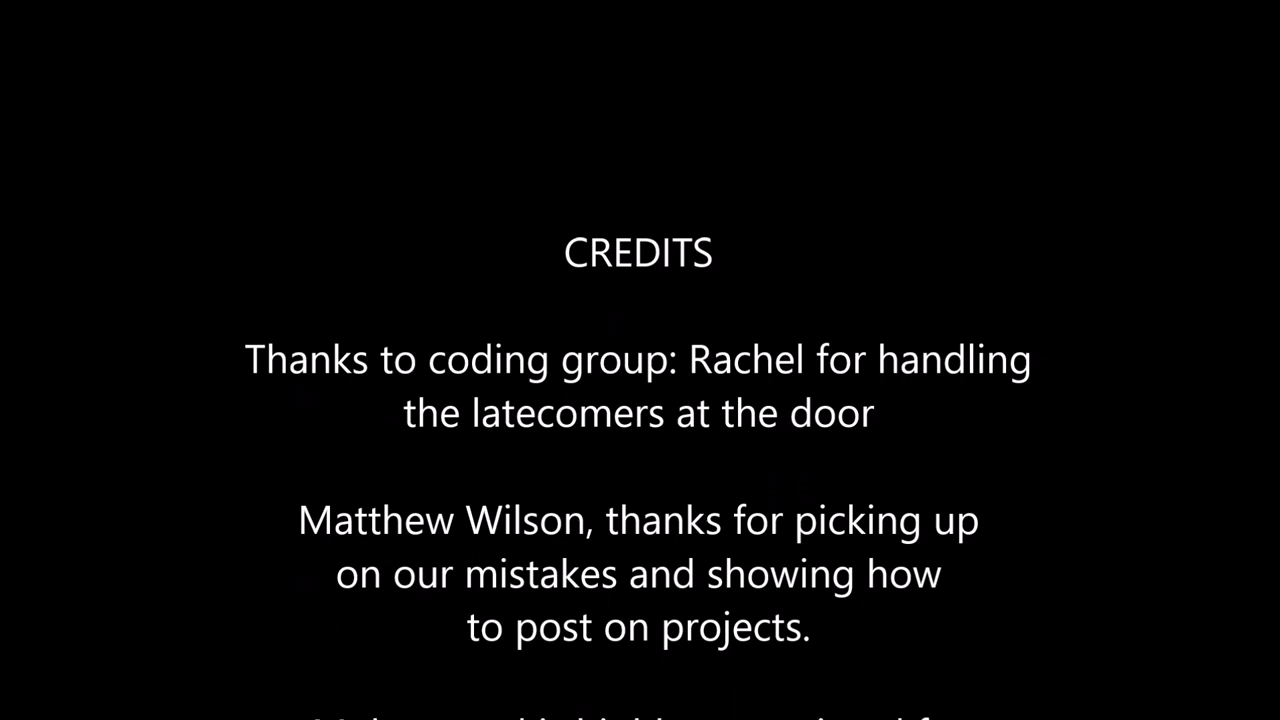 CREDITS
Thanks to coding group: Rachel for handling
the latecomers at the door
Matthew Wilson, thanks for picking up
on our mistakes and showing how
to post on projects.